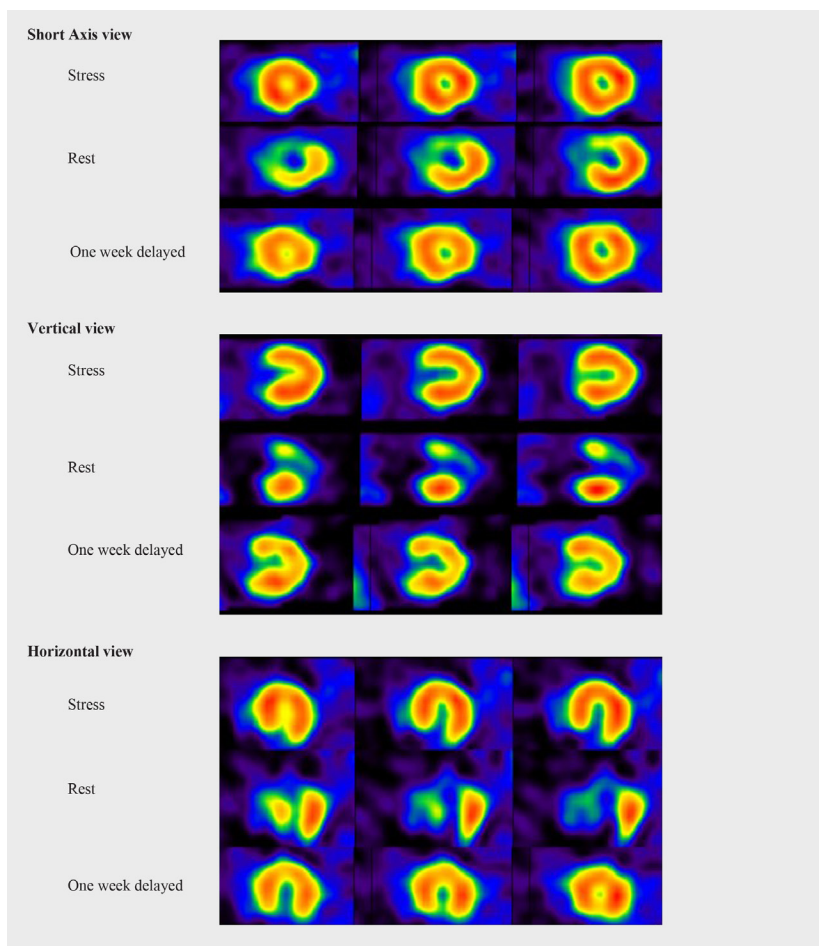 Short Axis view
Stress
Rest
One week delayed
Vertical view
Stress
Rest
One week delayed
Horizontal view
Stress
Rest
One week delayed